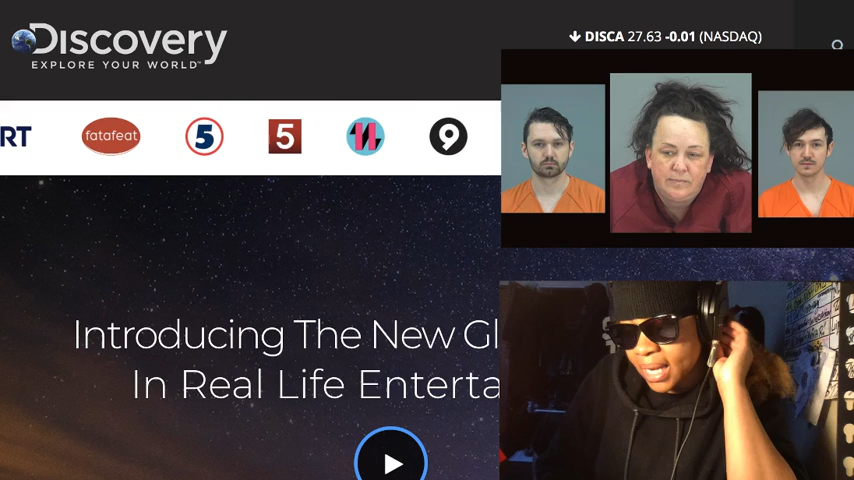 Discovery
EXPLORE YOUR WORLD™
DISCA 27.63 -0.01 (NASDAQ)
RT
fatafeat
5
5
9
Introducing The New Gl
In Real Life Enterta